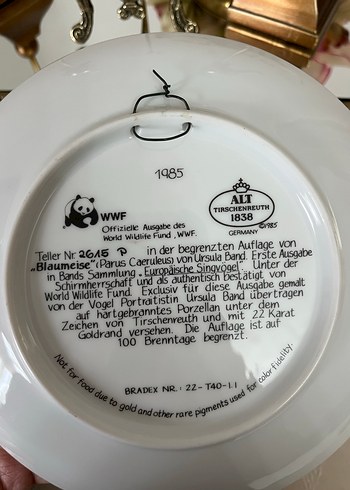 1985
WWF
Offizielle Ausgabe des
World Wildlife Fund, WWF.
ALT
TIRSCHENREUTH
1838
©1985
GERMANY
Teller Nr. 2G15 P in der begrenzten Auflage von
"Blaumeise" (Parus Caeruleus) von Ursula Band. Erste Ausgabe
in Bands Sammlung „Europäische Singvögel". Unter der
Schirmherrschaft und als authentisch bestätigt von
World Wildlife Fund. Exclusiv für diese Ausgabe gemalt
von der Vogel Portraitistin Ursula Band übertragen
auf hartgebranntes Porzellan unter dem
Zeichen von Tirschenreuth und mit 22 Karat
Goldrand versehen. Die Auflage ist auf
100 Brenntage begrenzt.
BRADEX NR.: 22-T40-1.1
Not for food due to gold and other rare pigments used for color fidelity.